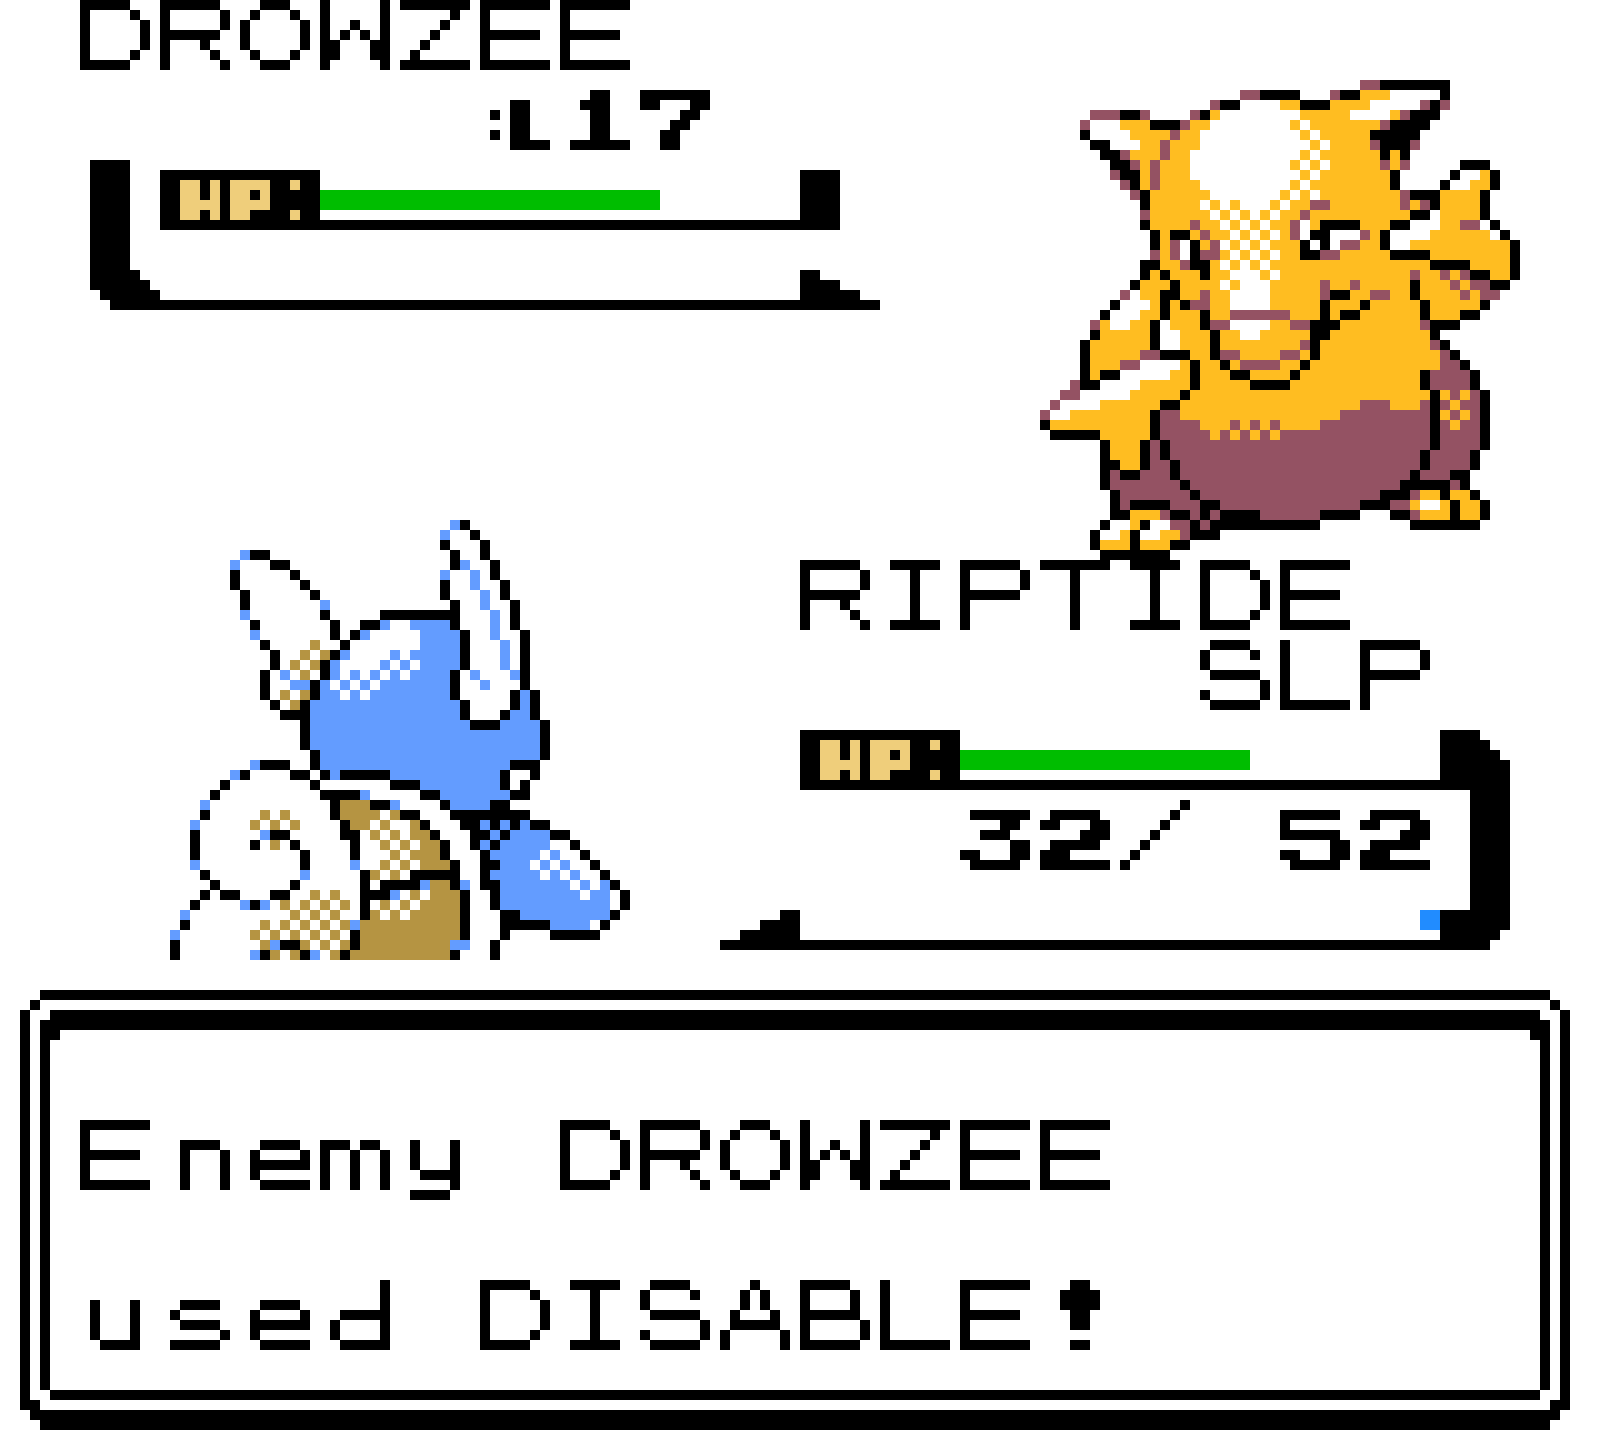 DROWZEE
:L17
HP:
RIPTIDE
SLP
HP:
32/ 52
Enemy DROWZEE
used DISABLE!